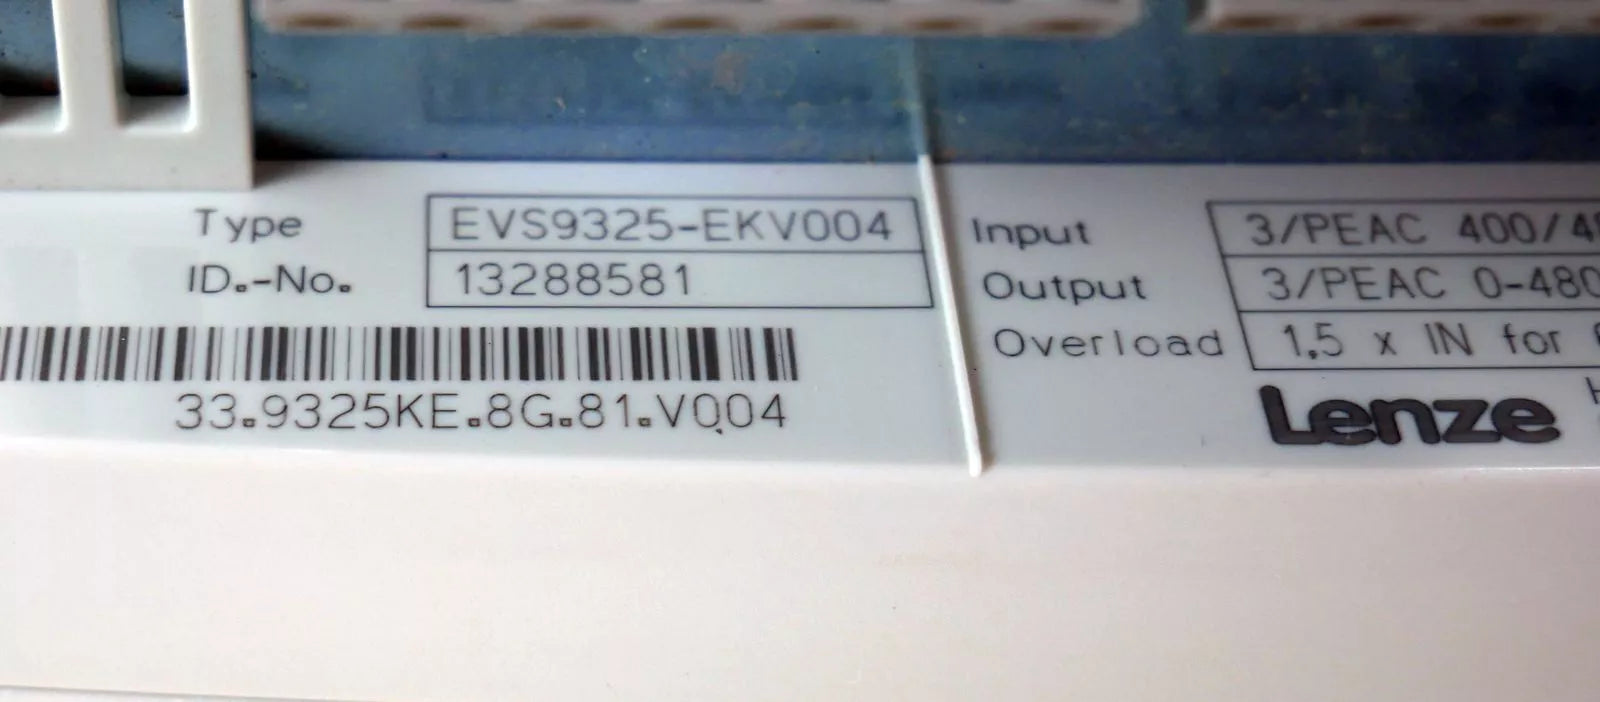 Type EVS9325-EKV004
ID.-No. 13288581
33.9325KE.8G.81.V004
Input 3/PEAC 400/4
Output 3/PEAC 0-480
Overload 1.5 x IN for
Lenze